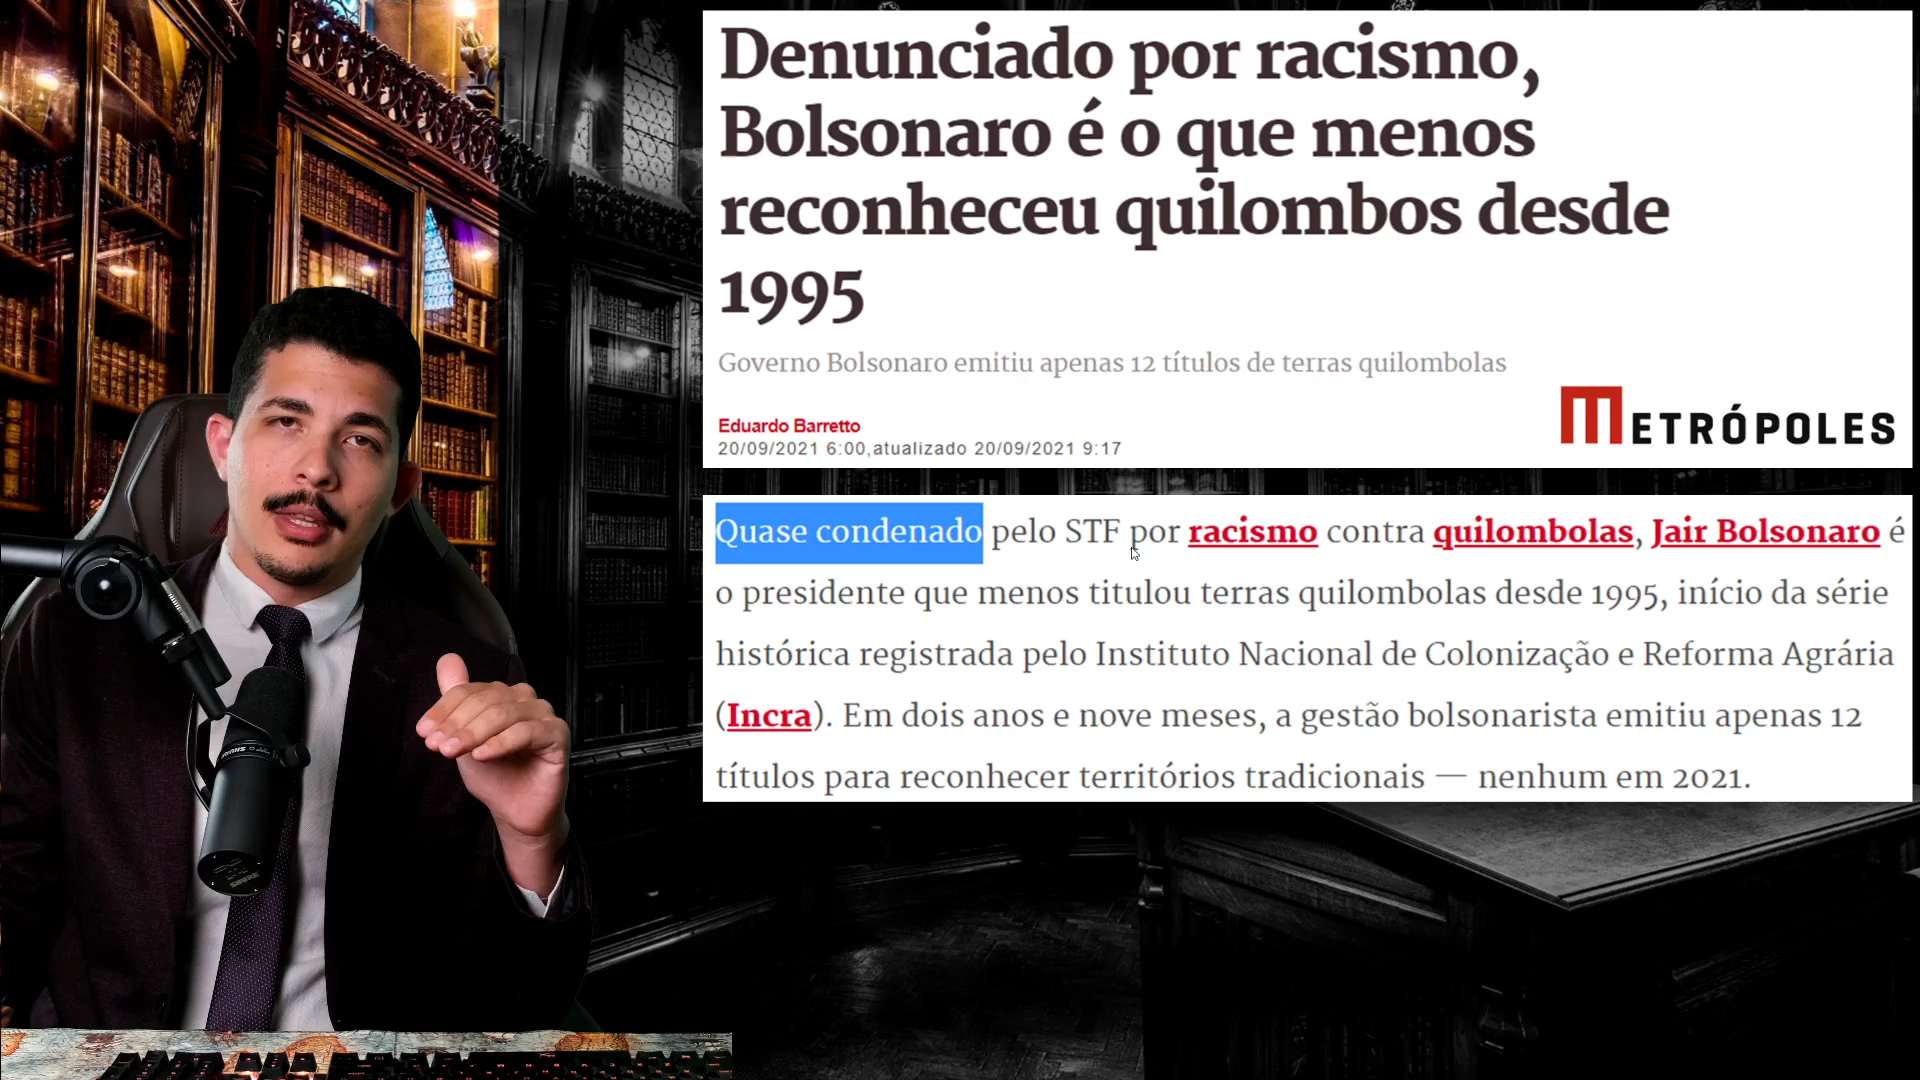 Denunciado por racismo,
Bolsonaro é o que menos
reconheceu quilombos desde
1995
Governo Bolsonaro emitiu apenas 12 títulos de terras quilombolas
Eduardo Barretto
20/09/2021 6:00,atualizado 20/09/2021 9:17
METRÓPOLES
Quase condenado pelo STF por racismo contra quilombolas, Jair Bolsonaro é
o presidente que menos titulou terras quilombolas desde 1995, início da série
histórica registrada pelo Instituto Nacional de Colonização e Reforma Agrária
(Incra). Em dois anos e nove meses, a gestão bolsonarista emitiu apenas 12
títulos para reconhecer territórios tradicionais — nenhum em 2021.
SHURE
SHURE